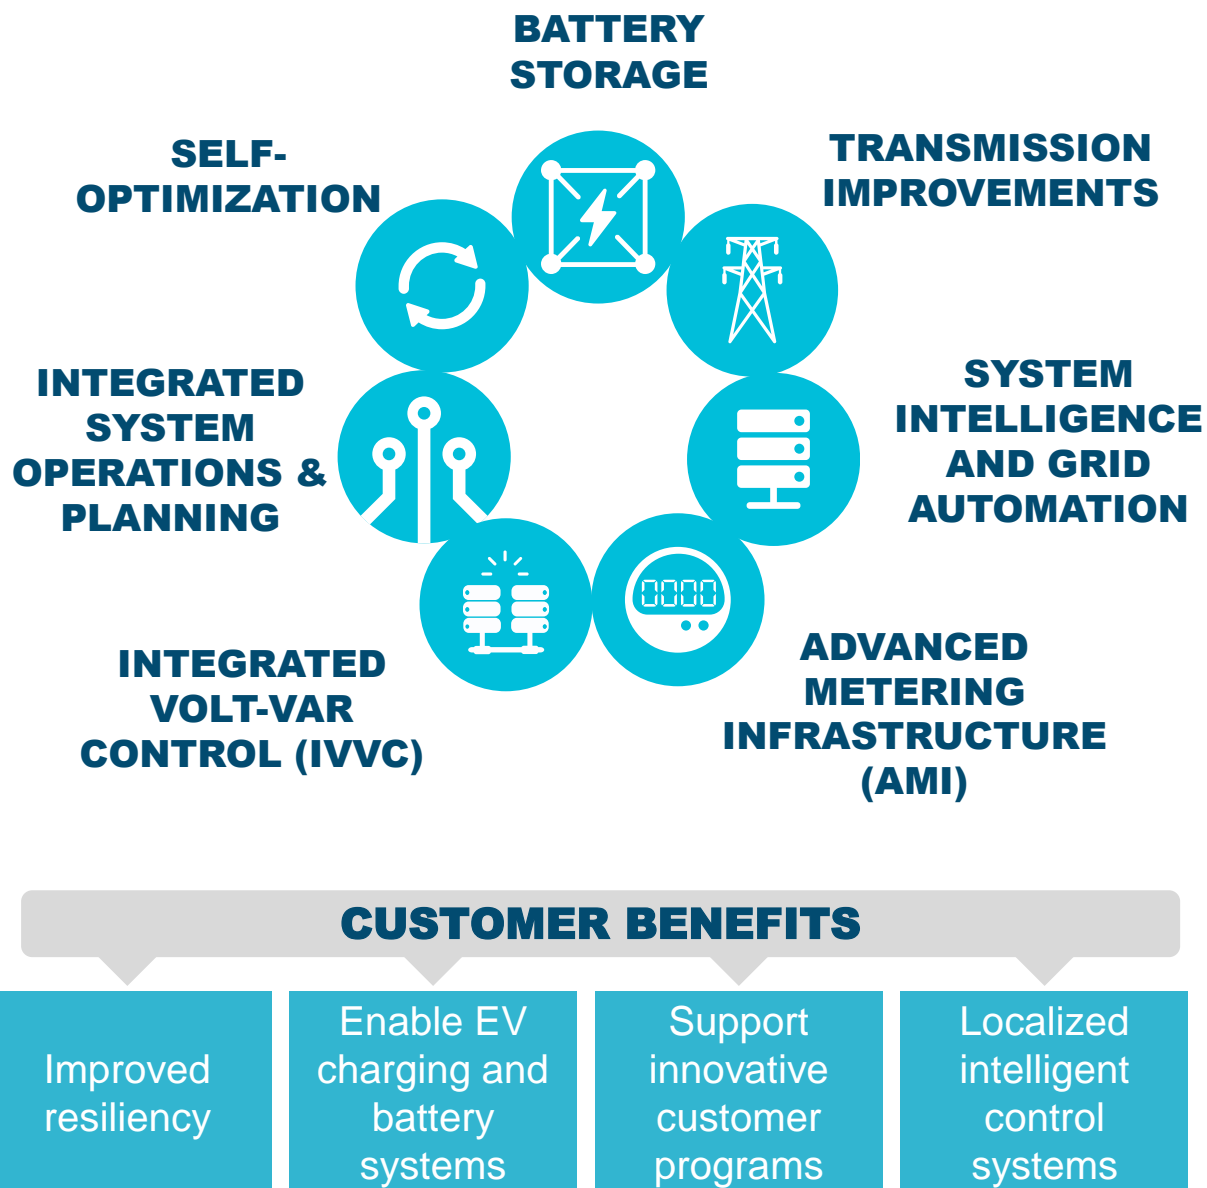 BATTERY
STORAGE
TRANSMISSION
IMPROVEMENTS
SYSTEM
INTELLIGENCE
AND GRID
AUTOMATION
ADVANCED
METERING
INFRASTRUCTURE
(AMI)
INTEGRATED
VOLT-VAR
CONTROL (IVVC)
INTEGRATED
SYSTEM
OPERATIONS &
PLANNING
SELF-
OPTIMIZATION
0000
CUSTOMER BENEFITS
Improved
resiliency
Enable EV
charging and
battery
systems
Support
innovative
customer
programs
Localized
intelligent
control
systems